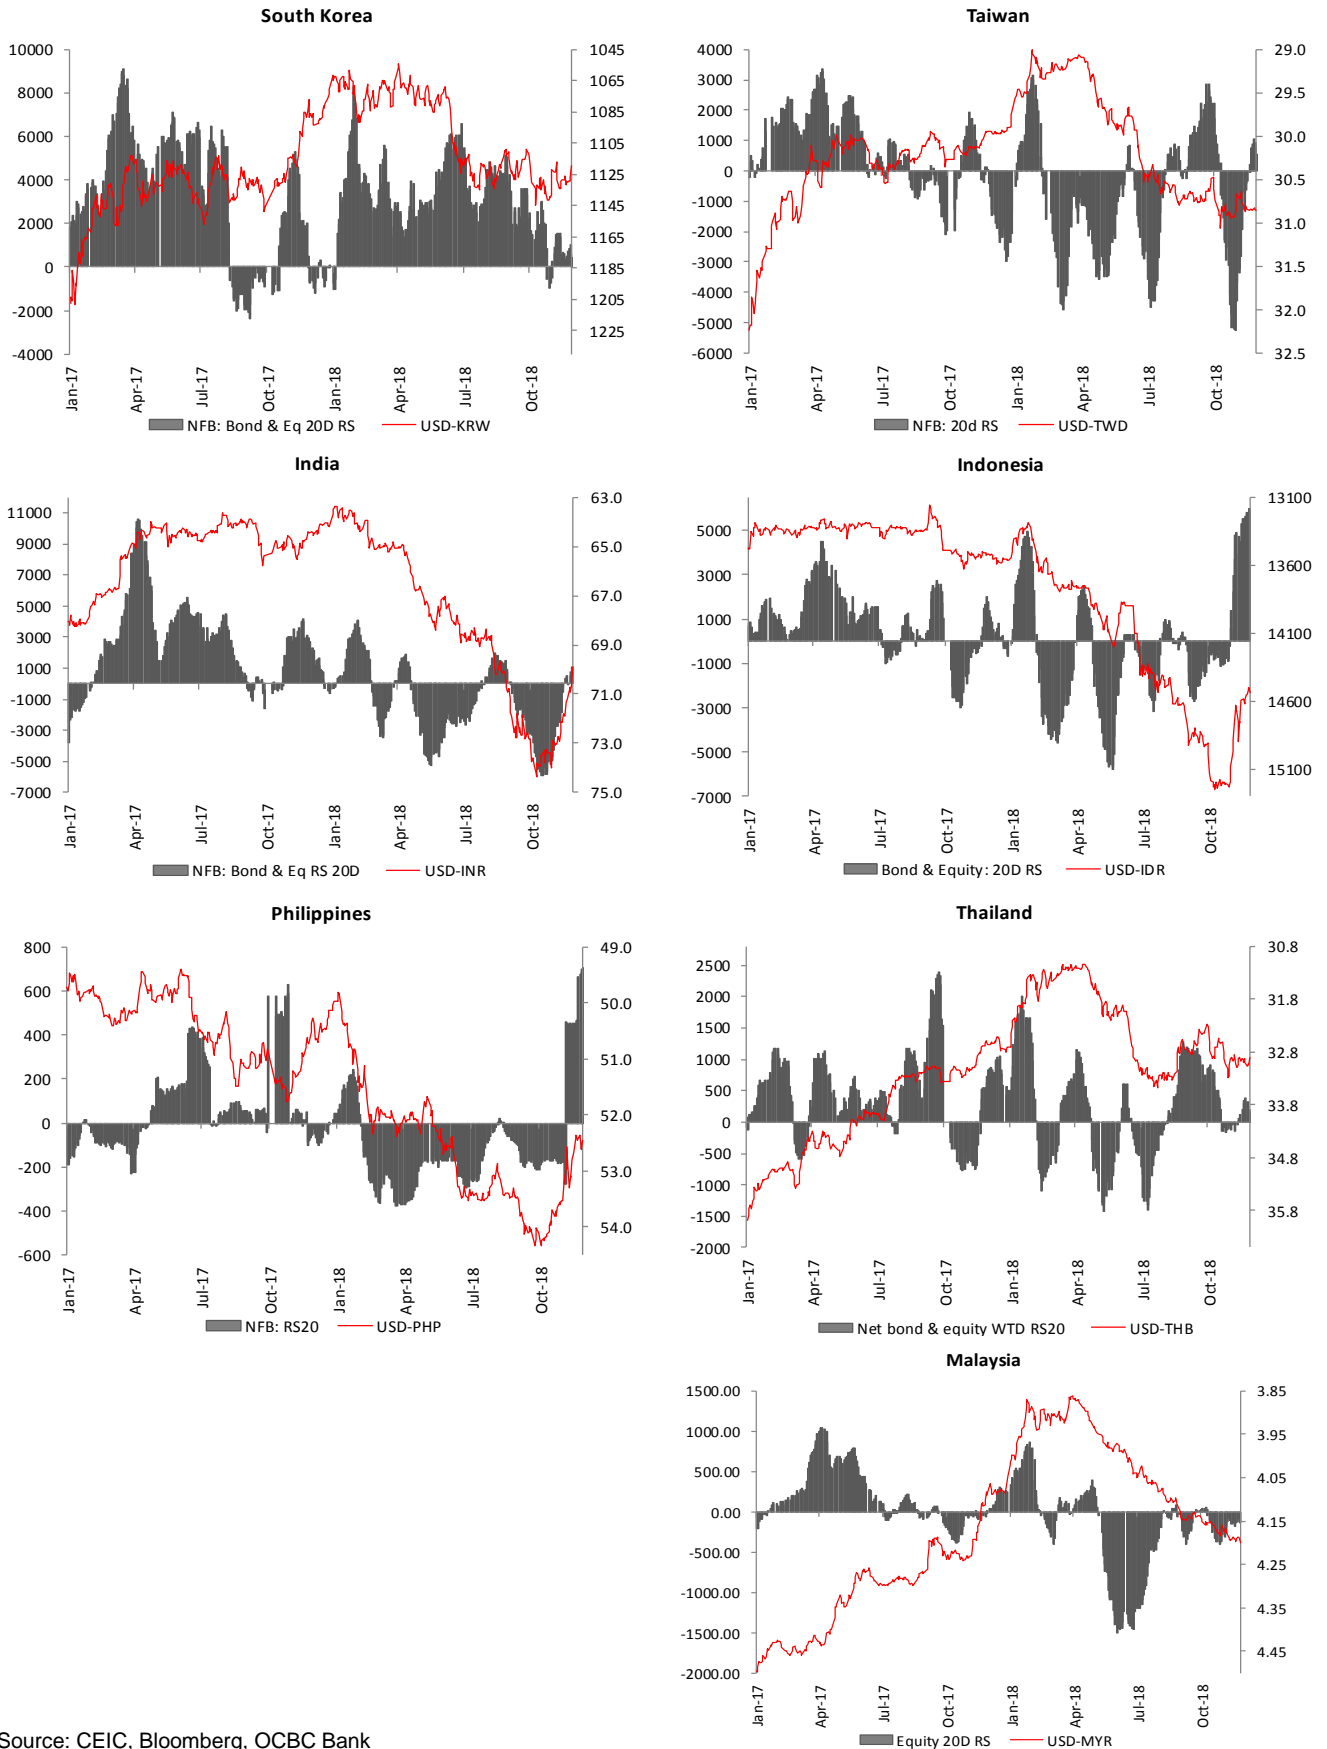 South Korea
10000
8000
6000
4000
2000
0
-2000
-4000
1045
1065
1085
1105
1125
1145
1165
1185
1205
1225
Jan-17
Apr-17
Jul-17
Oct-17
Jan-18
Apr-18
Jul-18
Oct-18
NFB: Bond & Eq 20D RS
USD-KRW
Taiwan
4000
3000
2000
1000
0
-1000
-2000
-3000
-4000
-5000
-6000
29.0
29.5
30.0
30.5
31.0
31.5
32.0
32.5
Jan-17
Apr-17
Jul-17
Oct-17
Jan-18
Apr-18
Jul-18
Oct-18
NFB: 20d RS
USD-TWD
India
11000
9000
7000
5000
3000
1000
-1000
-3000
-5000
-7000
63.0
65.0
67.0
69.0
71.0
73.0
75.0
Jan-17
Apr-17
Jul-17
Oct-17
Jan-18
Apr-18
Jul-18
Oct-18
NFB: Bond & Eq RS 20D
USD-INR
Indonesia
5000
3000
1000
-1000
-3000
-5000
-7000
13100
13600
14100
14600
15100
Jan-17
Apr-17
Jul-17
Oct-17
Jan-18
Apr-18
Jul-18
Oct-18
Bond & Equity: 20D RS
USD-IDR
Philippines
800
600
400
200
0
-200
-400
-600
49.0
50.0
51.0
52.0
53.0
54.0
Jan-17
Apr-17
Jul-17
Oct-17
Jan-18
Apr-18
Jul-18
Oct-18
NFB: RS20
USD-PHP
Thailand
2500
2000
1500
1000
500
0
-500
-1000
-1500
-2000
30.8
31.8
32.8
33.8
34.8
35.8
Jan-17
Apr-17
Jul-17
Oct-17
Jan-18
Apr-18
Jul-18
Oct-18
Net bond & equity WTD RS20
USD-THB
Malaysia
1500.00
1000.00
500.00
0.00
-500.00
-1000.00
-1500.00
-2000.00
3.85
3.95
4.05
4.15
4.25
4.35
4.45
Jan-17
Apr-17
Jul-17
Oct-17
Jan-18
Apr-18
Jul-18
Oct-18
Equity 20D RS
USD-MYR
Source: CEIC, Bloomberg, OCBC Bank